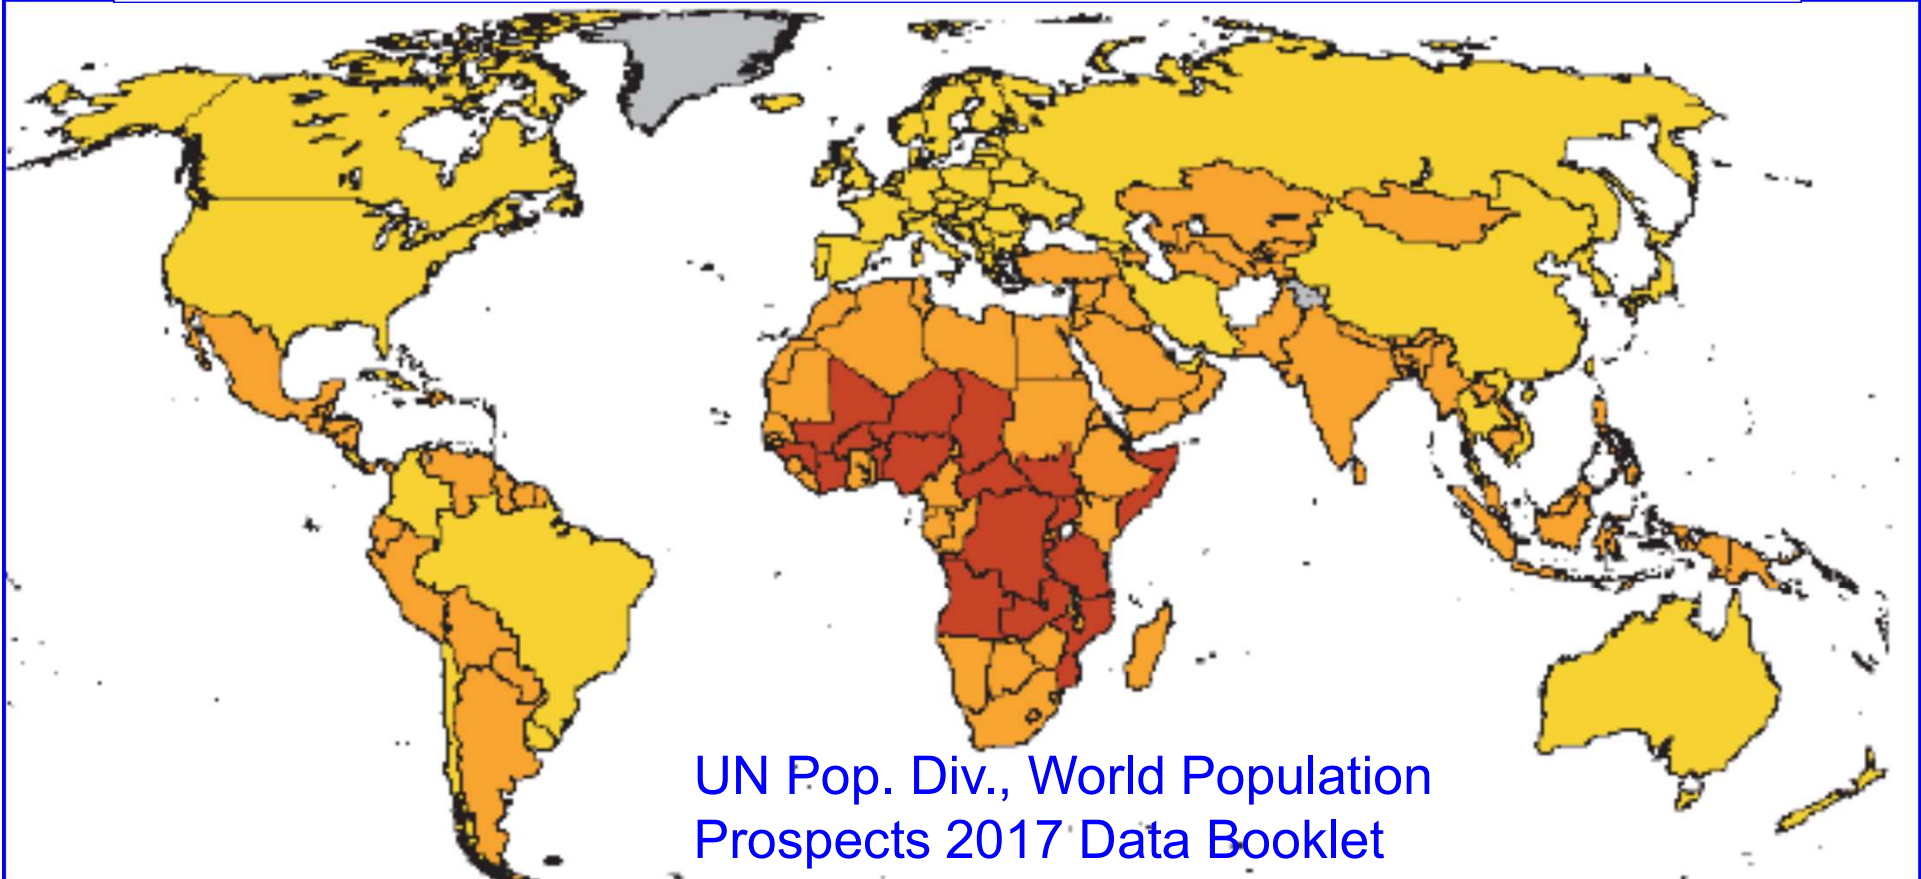 UN Pop. Div., World Population
Prospects 2017 Data Booklet